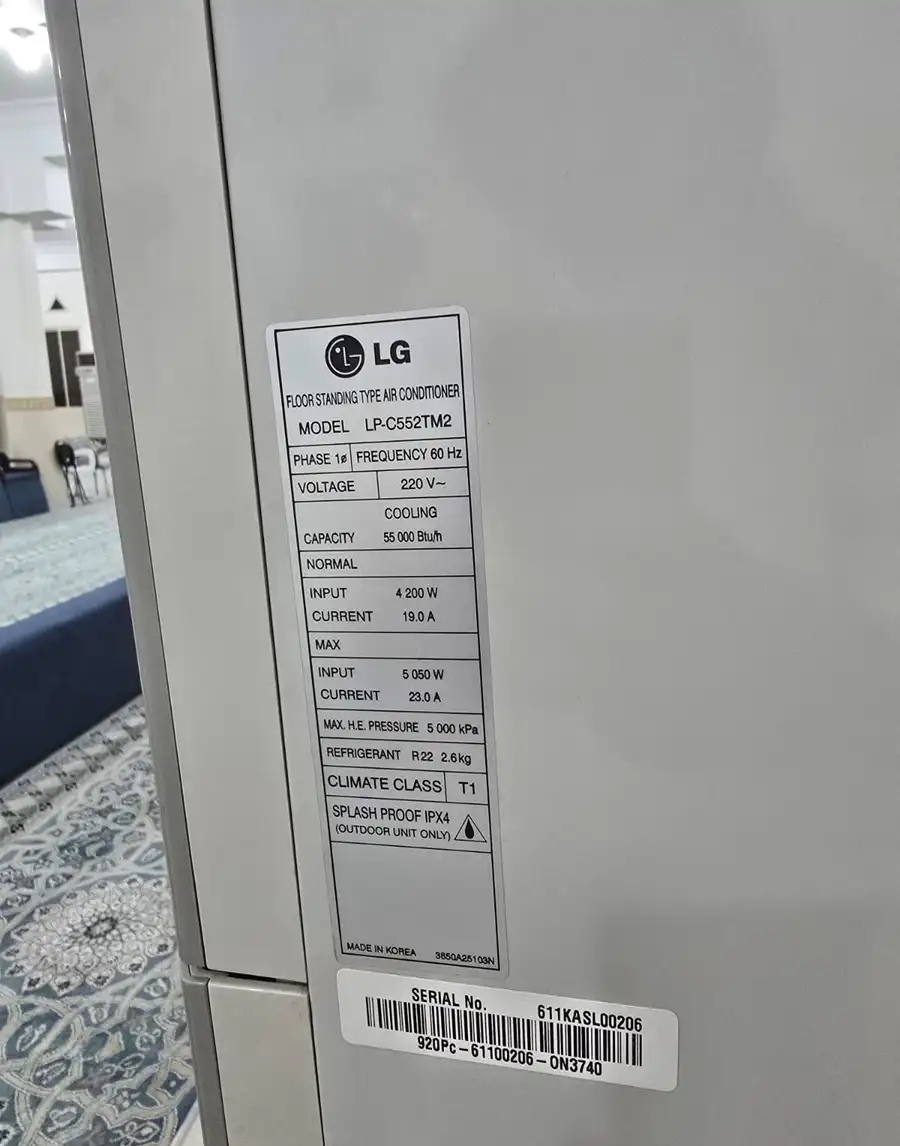 LG
FLOOR STANDING TYPE AIR CONDITIONER
MODEL LP-C552TM2
PHASE 1ø FREQUENCY 60 Hz
VOLTAGE 220 V~
COOLING
CAPACITY 55 000 Btu/h
NORMAL
INPUT 4 200 W
CURRENT 19.0 A
MAX
INPUT 5 050 W
CURRENT 23.0 A
MAX. H.E. PRESSURE 5 000 kPa
REFRIGERANT R22 2.6kg
CLIMATE CLASS T1
SPLASH PROOF IPX4
(OUTDOOR UNIT ONLY)
MADE IN KOREA 3850A25103N
SERIAL No. 611KASL00206
920Pc-61100206-0N3740